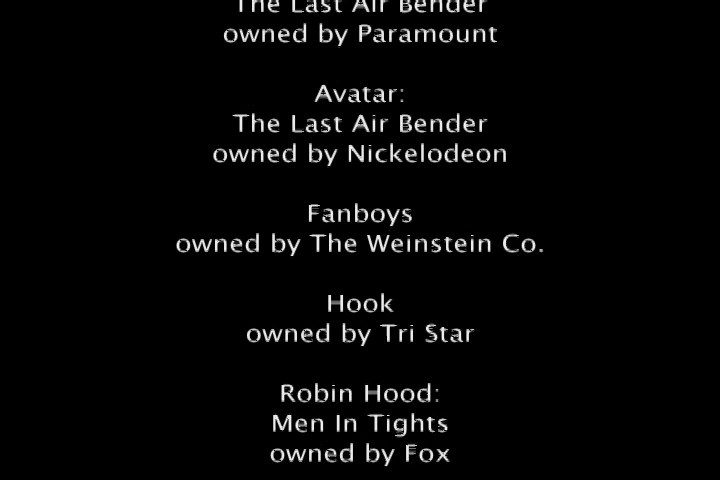 The Last Air Bender
owned by Paramount
Avatar:
The Last Air Bender
owned by Nickelodeon
Fanboys
owned by The Weinstein Co.
Hook
owned by Tri Star
Robin Hood:
Men In Tights
owned by Fox